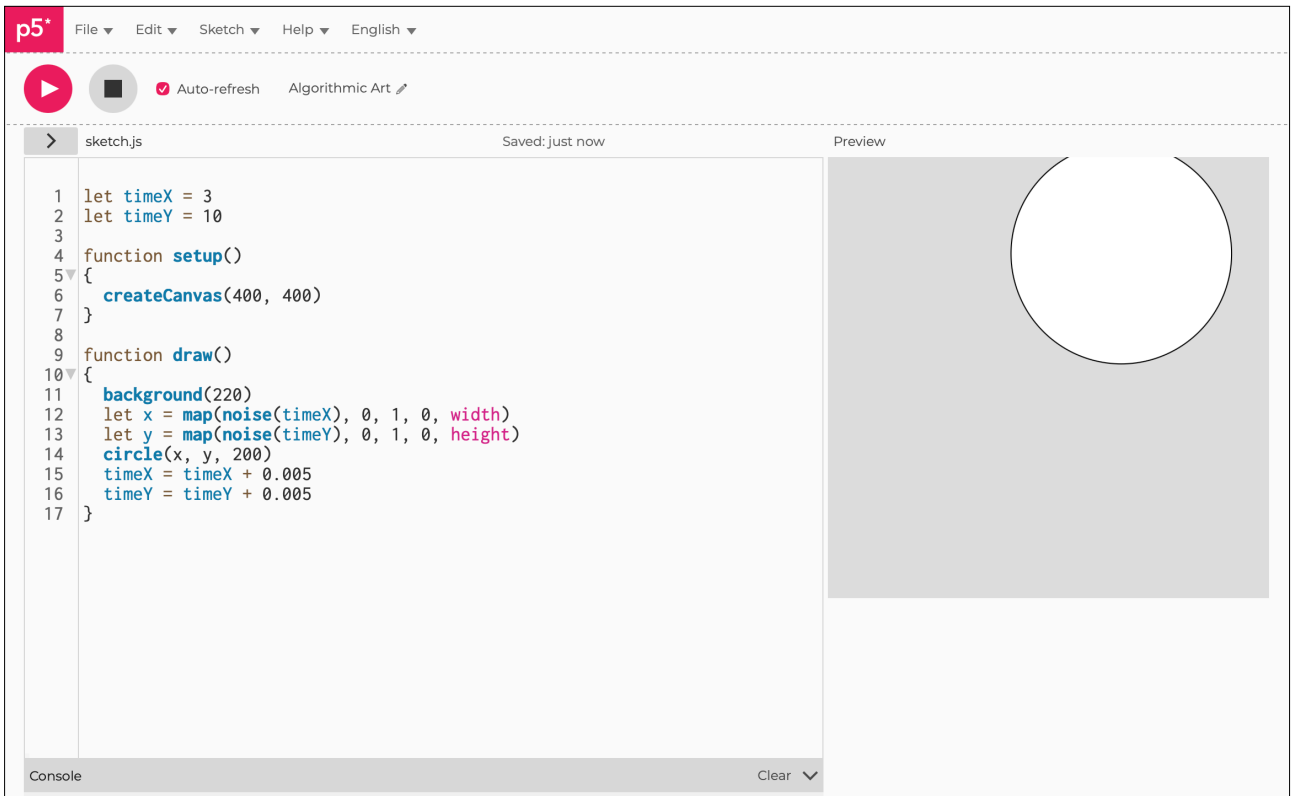 p5* File Edit Sketch Help English
Auto-refresh Algorithmic Art
sketch.js Saved: just now Preview
1 let timeX = 3
2 let timeY = 10
3
4 function setup()
5 {
6 createCanvas(400, 400)
7 }
8
9 function draw()
10 {
11 background(220)
12 let x = map(noise(timeX), 0, 1, 0, width)
13 let y = map(noise(timeY), 0, 1, 0, height)
14 circle(x, y, 200)
15 timeX = timeX + 0.005
16 timeY = timeY + 0.005
17 }
Console Clear